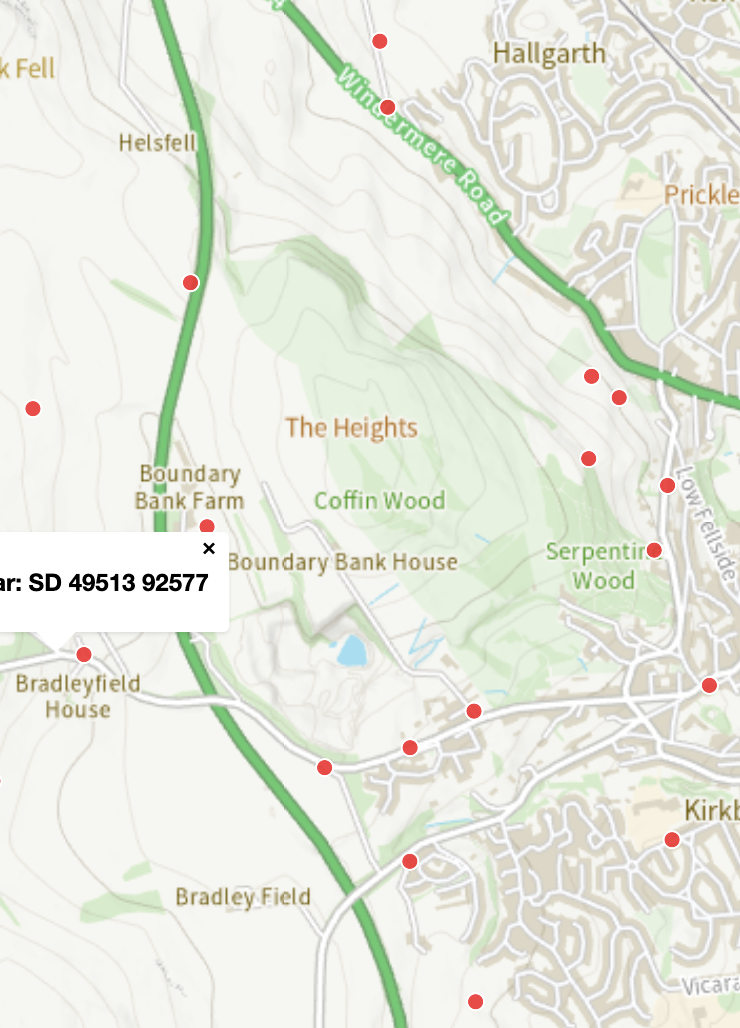 Hallgarth
k Fell
Windermere Road
Helsfell
Prickle
The Heights
Boundary
Bank Farm
Coffin Wood
Low Fellside
×
Boundary Bank House
Serpentine
Wood
ar: SD 49513 92577
Bradleyfield
House
Kirkb
Bradley Field
Vicara